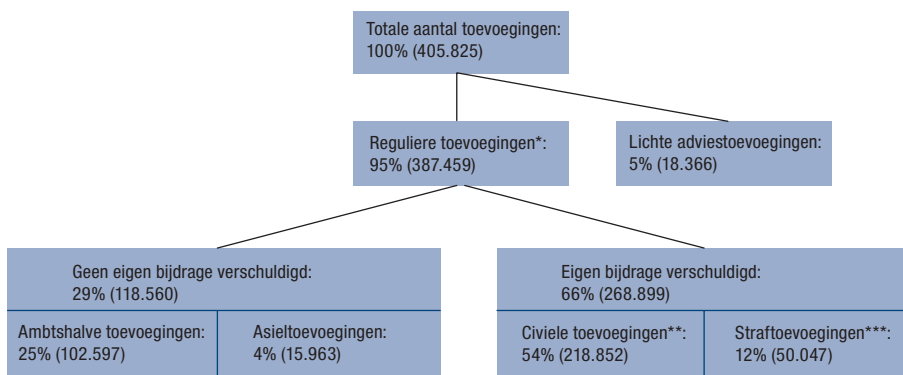 Totale aantal toevoegingen:
100% (405.825)
Reguliere toevoegingen*:
95% (387.459)
Lichte adviestoevoegingen:
5% (18.366)
Geen eigen bijdrage verschuldigd:
29% (118.560)
Eigen bijdrage verschuldigd:
66% (268.899)
Ambtshalve toevoegingen:
25% (102.597)
Asieltoevoegingen:
4% (15.963)
Civiele toevoegingen**:
54% (218.852)
Straftoevoegingen***:
12% (50.047)